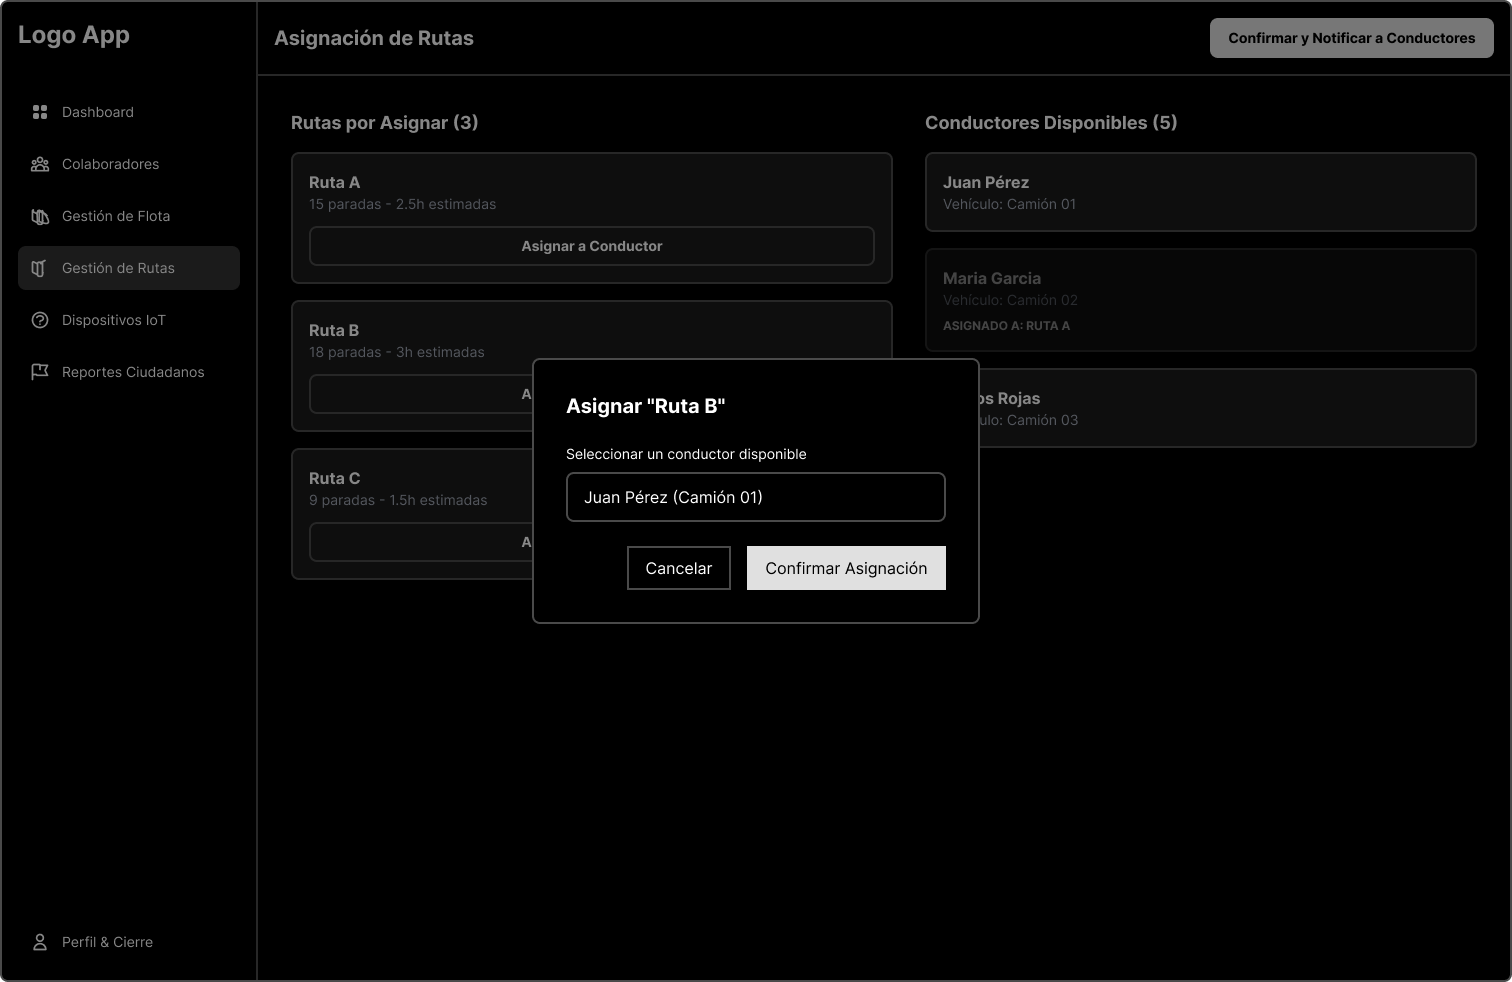 Logo App
Dashboard
Colaboradores
Gestión de Flota
Gestión de Rutas
Dispositivos IoT
Reportes Ciudadanos
Perfil & Cierre
Asignación de Rutas
Confirmar y Notificar a Conductores
Rutas por Asignar (3)
Ruta A
15 paradas - 2.5h estimadas
Asignar a Conductor
Ruta B
18 paradas - 3h estimadas
A
Ruta C
9 paradas - 1.5h estimadas
A
Conductores Disponibles (5)
Juan Pérez
Vehículo: Camión 01
Maria Garcia
Vehículo: Camión 02
ASIGNADO A: RUTA A
os Rojas
ulo: Camión 03
Asignar "Ruta B"
Seleccionar un conductor disponible
Juan Pérez (Camión 01)
Cancelar
Confirmar Asignación